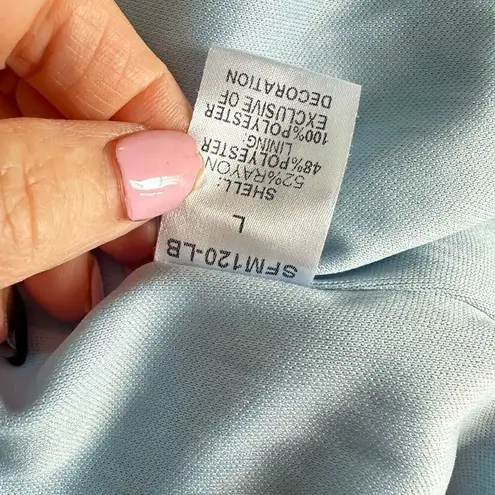 SFM120-LB
L
SHELL:
52%RAYON
48%POLYESTER
LINING:
100%POLYESTER
EXCLUSIVE OF
DECORATION